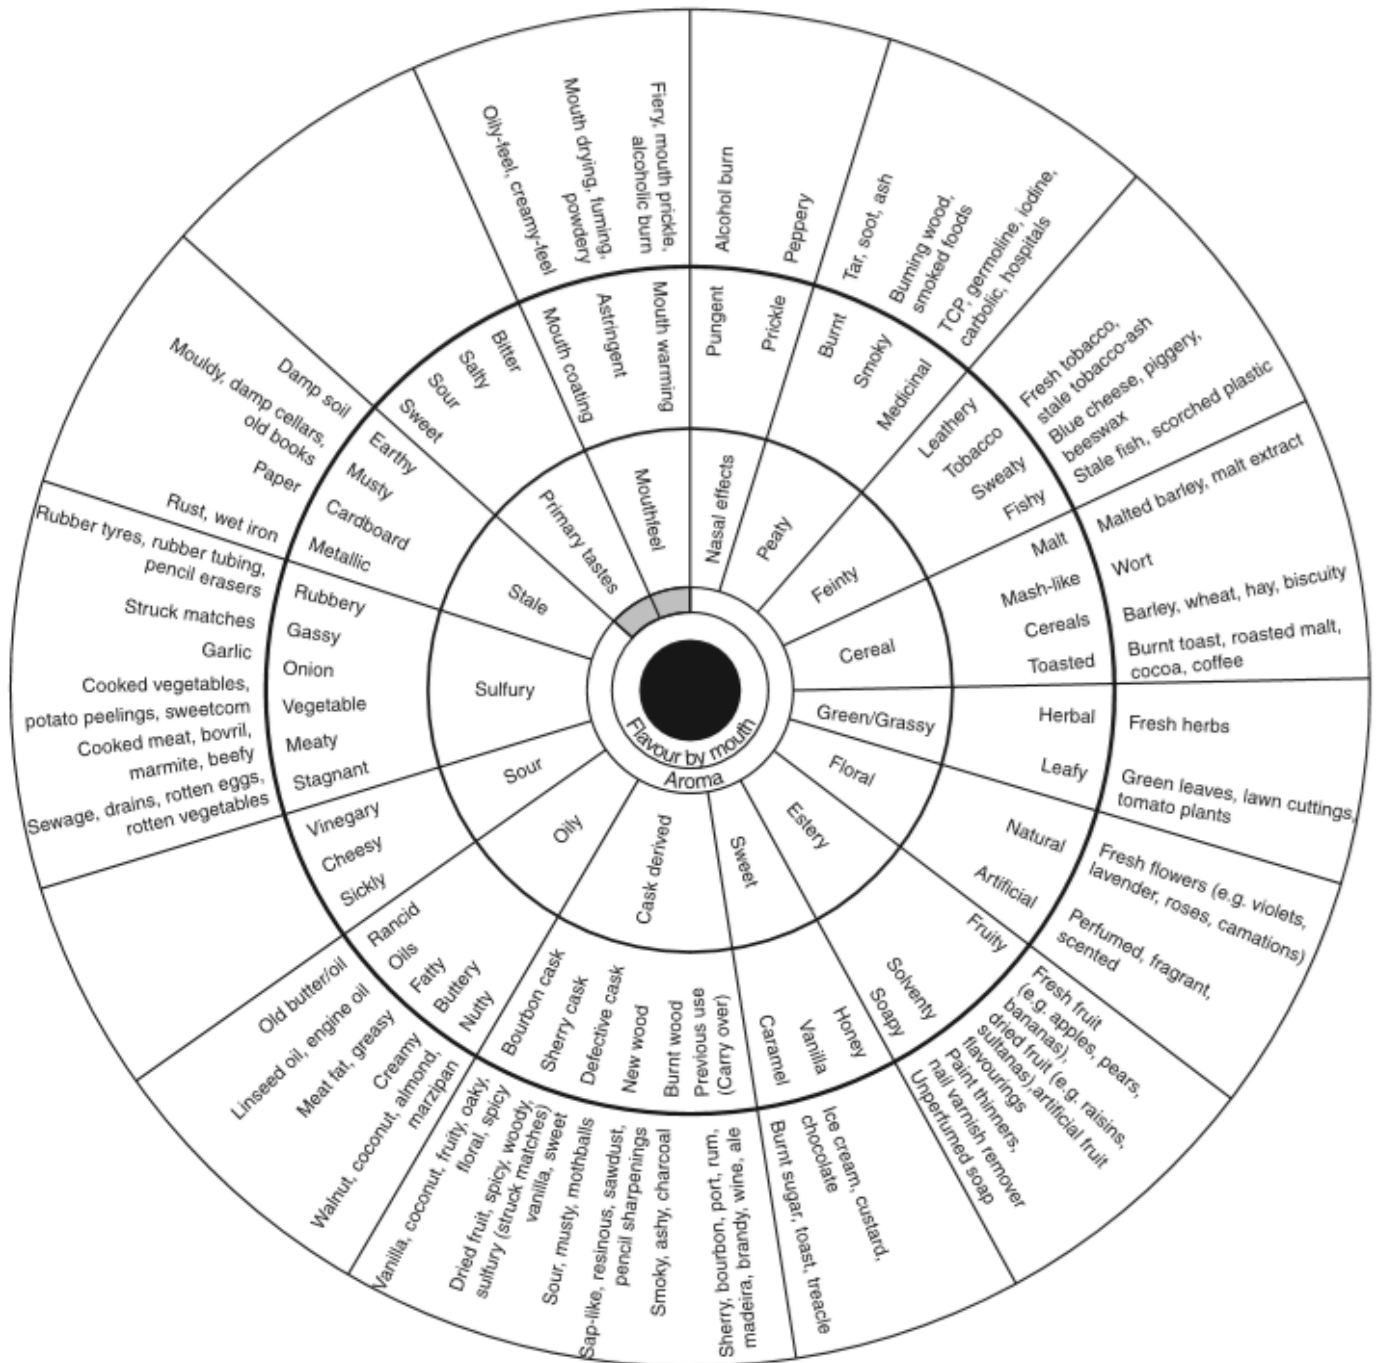 Flavour by mouth
Aroma
Nasal effects
Peaty
Feinty
Cereal
Green/Grassy
Floral
Estery
Sweet
Cask derived
Oily
Sour
Sulfury
Stale
Primary tastes
Mouthfeel
Pungent
Prickle
Burnt
Smoky
Medicinal
Leathery
Tobacco
Sweaty
Fishy
Malt
Mash-like
Cereals
Toasted
Herbal
Leafy
Natural
Artificial
Fruity
Solventy
Soapy
Honey
Vanilla
Caramel
Previous use
(Carry over)
Burnt wood
New wood
Defective cask
Sherry cask
Bourbon cask
Nutty
Buttery
Fatty
Oils
Rancid
Sickly
Cheesy
Vinegary
Stagnant
Meaty
Vegetable
Onion
Gassy
Rubbery
Metallic
Cardboard
Musty
Earthy
Sweet
Sour
Salty
Bitter
Mouth coating
Astringent
Mouth warming
Alcohol burn
Peppery
Tar, soot, ash
Burning wood,
smoked foods
TCP, germoline, iodine,
carbolic, hospitals
Fresh tobacco,
stale tobacco-ash
Blue cheese, piggery,
beeswax
Stale fish, scorched plastic
Malted barley, malt extract
Wort
Barley, wheat, hay, biscuity
Burnt toast, roasted malt,
cocoa, coffee
Fresh herbs
Green leaves, lawn cuttings,
tomato plants
Fresh flowers (e.g. violets,
lavender, roses, carnations)
Perfumed, fragrant,
scented
Fresh fruit
(e.g. apples, pears,
bananas),
dried fruit (e.g. raisins,
sultanas),artificial fruit
flavourings
Paint thinners,
nail varnish remover
Unperfumed soap
Ice cream, custard,
chocolate
Burnt sugar, toast, treacle
Sherry, bourbon, port, rum,
madeira, brandy, wine, ale
Smoky, ashy, charcoal
Sap-like, resinous, sawdust,
pencil sharpenings
Sour, musty, mothballs
Dried fruit, spicy, woody,
sulfury (struck matches)
vanilla, sweet
Vanilla, coconut, fruity, oaky,
floral, spicy
Walnut, coconut, almond,
marzipan
Creamy
Meat fat, greasy
Linseed oil, engine oil
Old butter/oil
Sewage, drains, rotten eggs,
rotten vegetables
Cooked meat, bovril,
marmite, beefy
Cooked vegetables,
potato peelings, sweetcorn
Garlic
Struck matches
Rubber tyres, rubber tubing,
pencil erasers
Rust, wet iron
Paper
Mouldy, damp cellars,
old books
Damp soil
Oily-feel, creamy-feel
Mouth drying, furning,
powdery
Fiery, mouth prickle,
alcoholic burn